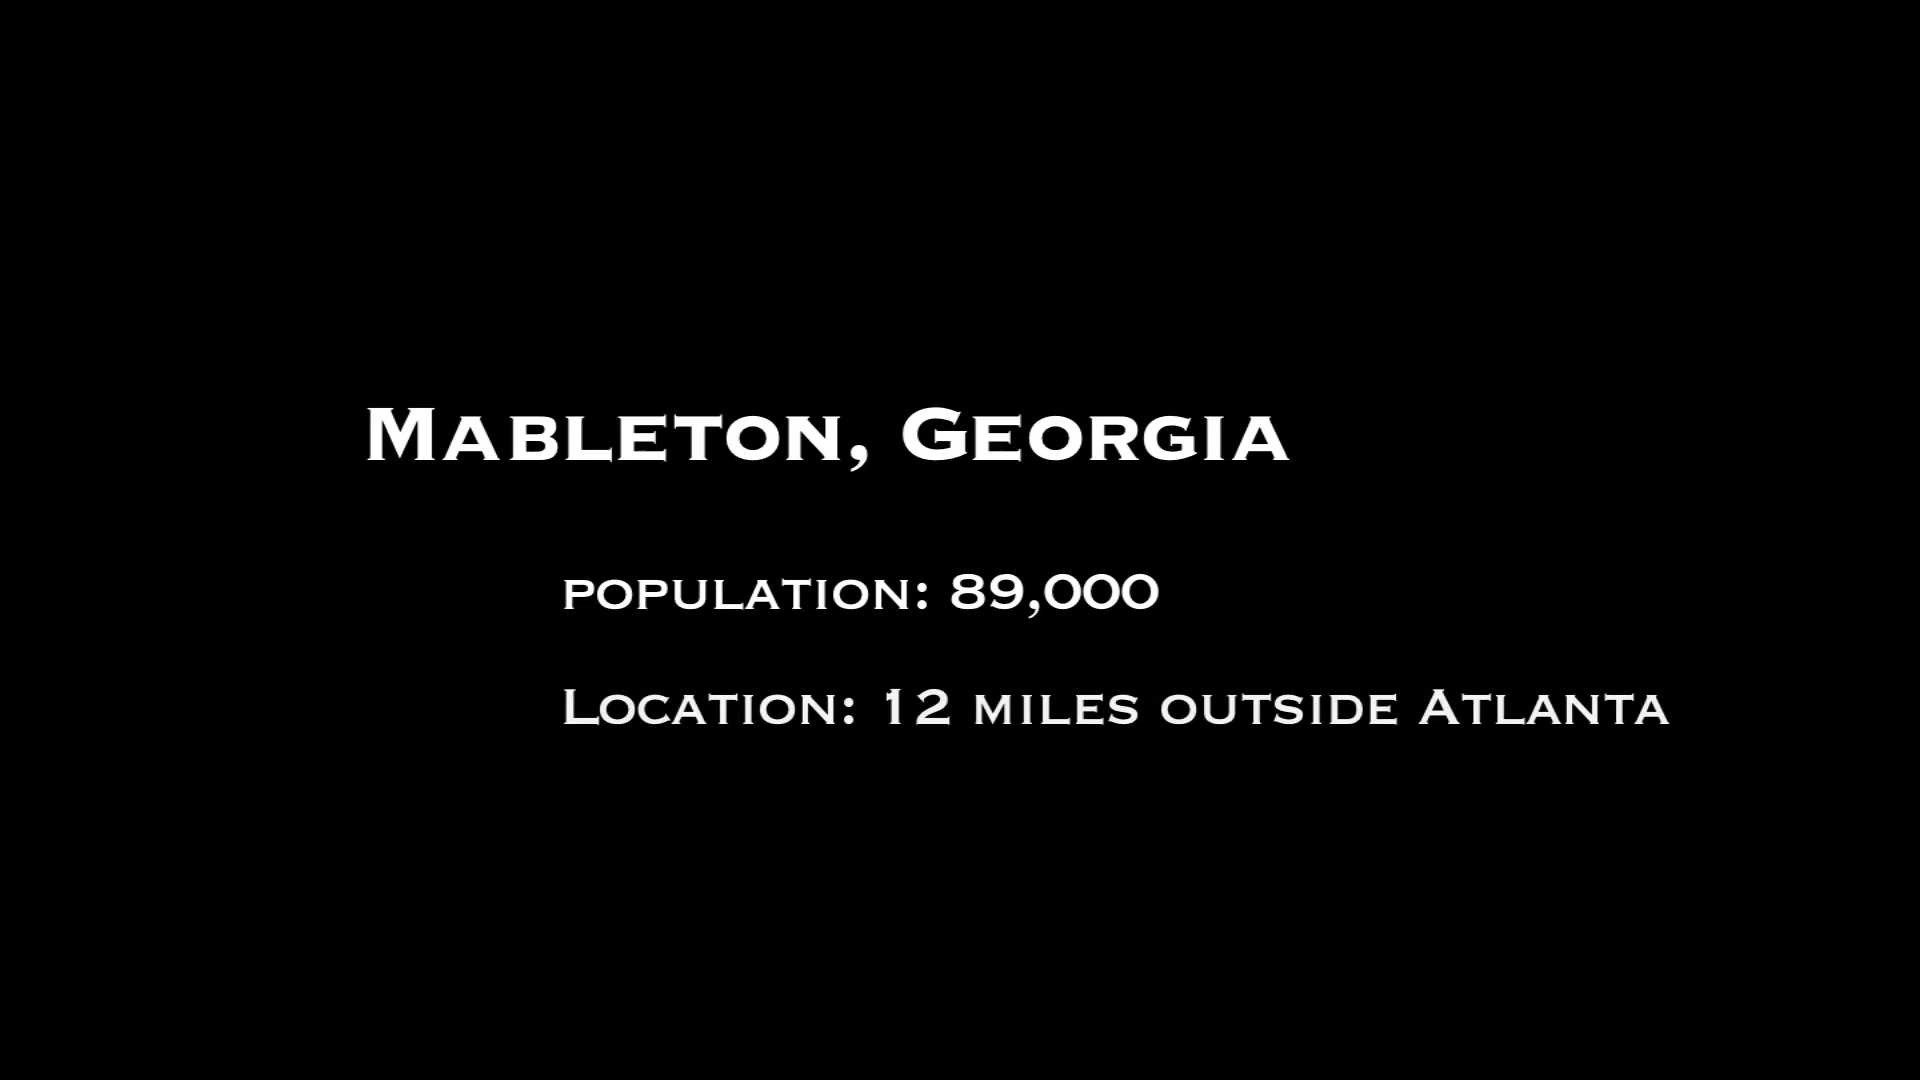 Mableton, Georgia
population: 89,000
Location: 12 miles outside Atlanta